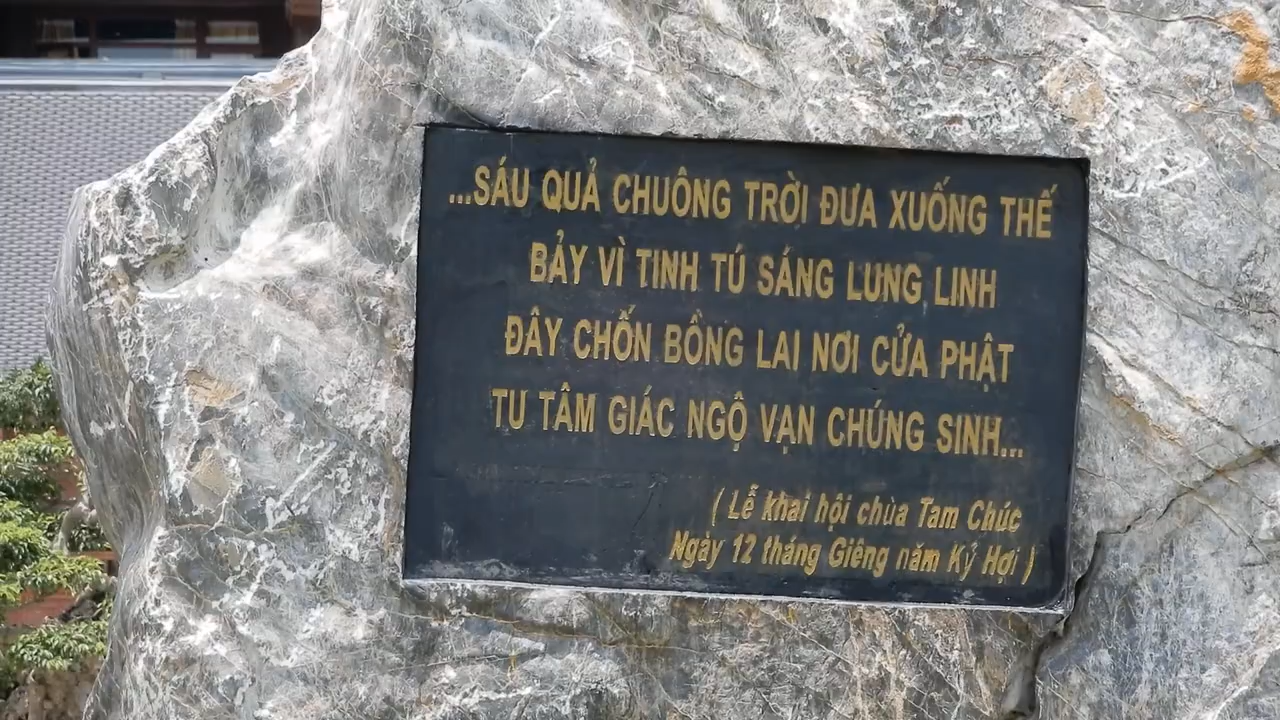 ...SÁU QUẢ CHUÔNG TRỜI ĐƯA XUỐNG THẾ
BẢY VÌ TINH TÚ SÁNG LUNG LINH
ĐÂY CHỐN BỒNG LAI NƠI CỬA PHẬT
TU TÂM GIÁC NGỘ VẠN CHÚNG SINH...
( Lễ khai hội chùa Tam Chúc
Ngày 12 tháng Giêng năm Kỷ Hợi )